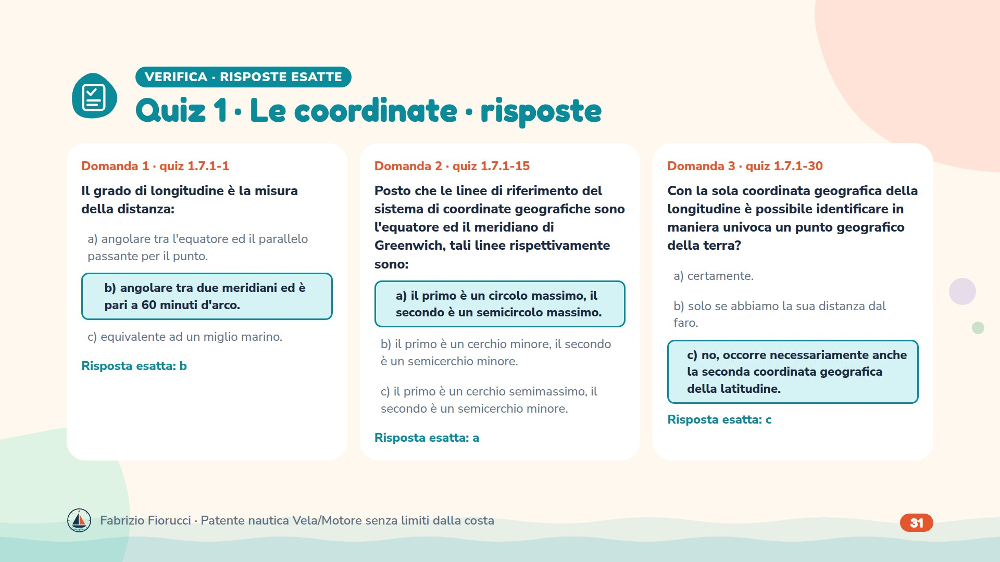 VERIFICA · RISPOSTE ESATTE
Quiz 1 · Le coordinate · risposte
Domanda 1 · quiz 1.7.1-1
Il grado di longitudine è la misura
della distanza:
a) angolare tra l'equatore ed il parallelo
passante per il punto.
b) angolare tra due meridiani ed è
pari a 60 minuti d'arco.
c) equivalente ad un miglio marino.
Risposta esatta: b
Domanda 2 · quiz 1.7.1-15
Posto che le linee di riferimento del
sistema di coordinate geografiche sono
l'equatore ed il meridiano di
Greenwich, tali linee rispettivamente
sono:
a) il primo è un circolo massimo, il
secondo è un semicircolo massimo.
b) il primo è un cerchio minore, il secondo
è un semicerchio minore.
c) il primo è un cerchio semimassimo, il
secondo è un semicerchio minore.
Risposta esatta: a
Domanda 3 · quiz 1.7.1-30
Con la sola coordinata geografica della
longitudine è possibile identificare in
maniera univoca un punto geografico
della terra?
a) certamente.
b) solo se abbiamo la sua distanza dal
faro.
c) no, occorre necessariamente anche
la seconda coordinata geografica
della latitudine.
Risposta esatta: c
Fabrizio Fiorucci · Patente nautica Vela/Motore senza limiti dalla costa
31